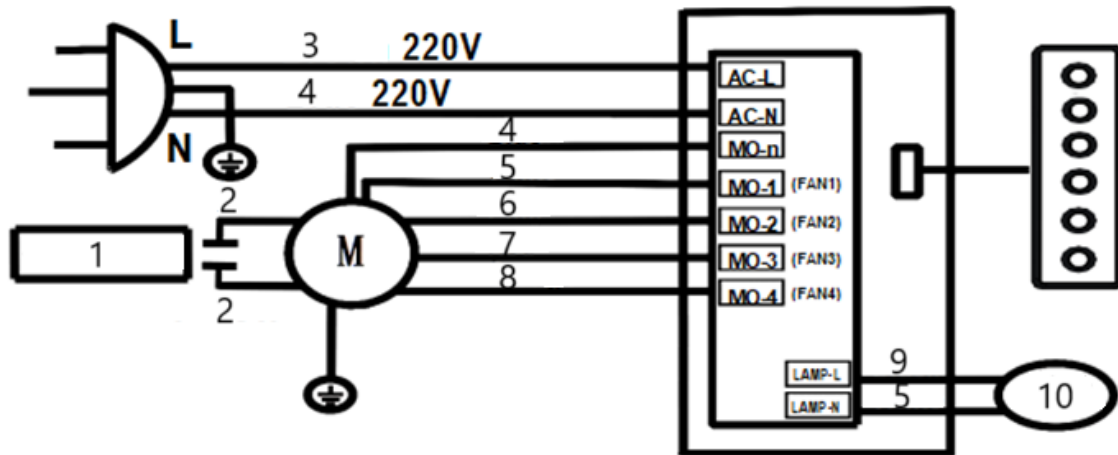 L
3
220V
4
220V
N
4
5
2
6
1
M
7
2
8
AC-L
AC-N
MO-n
MO-1 (FAN1)
MO-2 (FAN2)
MO-3 (FAN3)
MO-4 (FAN4)
LAMP-L
9
LAMP-N
5
10